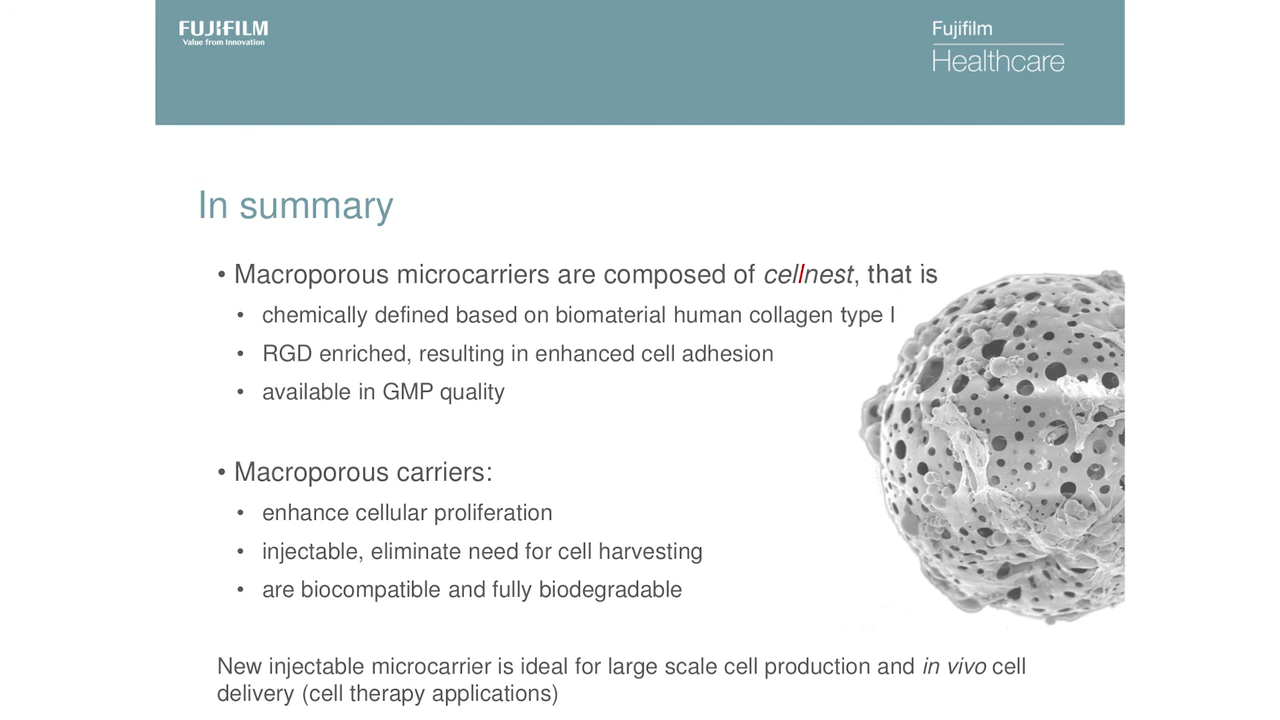 FUJIFILM
Value from Innovation
Fujifilm
Healthcare
In summary
• Macroporous microcarriers are composed of cellnest, that is
• chemically defined based on biomaterial human collagen type I
• RGD enriched, resulting in enhanced cell adhesion
• available in GMP quality
• Macroporous carriers:
• enhance cellular proliferation
• injectable, eliminate need for cell harvesting
• are biocompatible and fully biodegradable
New injectable microcarrier is ideal for large scale cell production and in vivo cell
delivery (cell therapy applications)